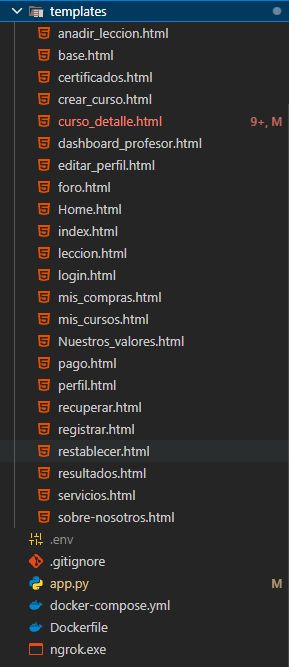 templates
anadir_leccion.html
base.html
certificados.html
crear_curso.html
curso_detalle.html 9+, M
dashboard_profesor.html
editar_perfil.html
foro.html
Home.html
index.html
leccion.html
login.html
mis_compras.html
mis_cursos.html
Nuestros_valores.html
pago.html
perfil.html
recuperar.html
registrar.html
restablecer.html
resultados.html
servicios.html
sobre-nosotros.html
.env
.gitignore
app.py M
docker-compose.yml
Dockerfile
ngrok.exe